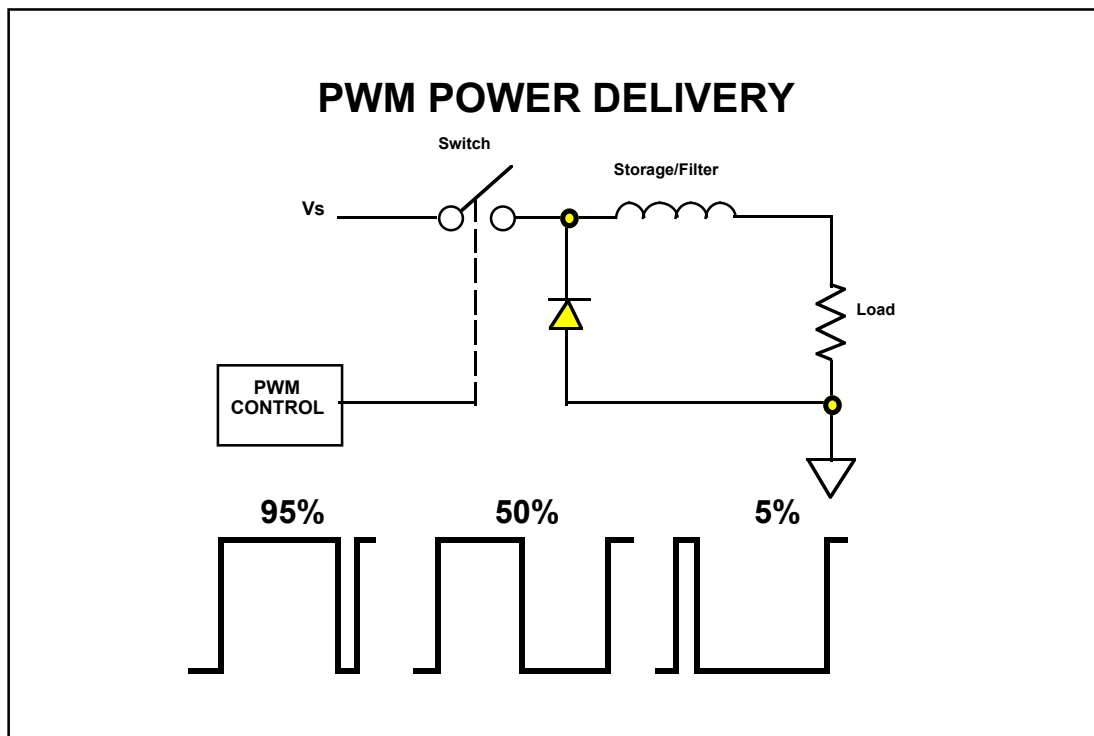 PWM POWER DELIVERY
Switch
Storage/Filter
Vs
Load
PWM
CONTROL
95%
50%
5%